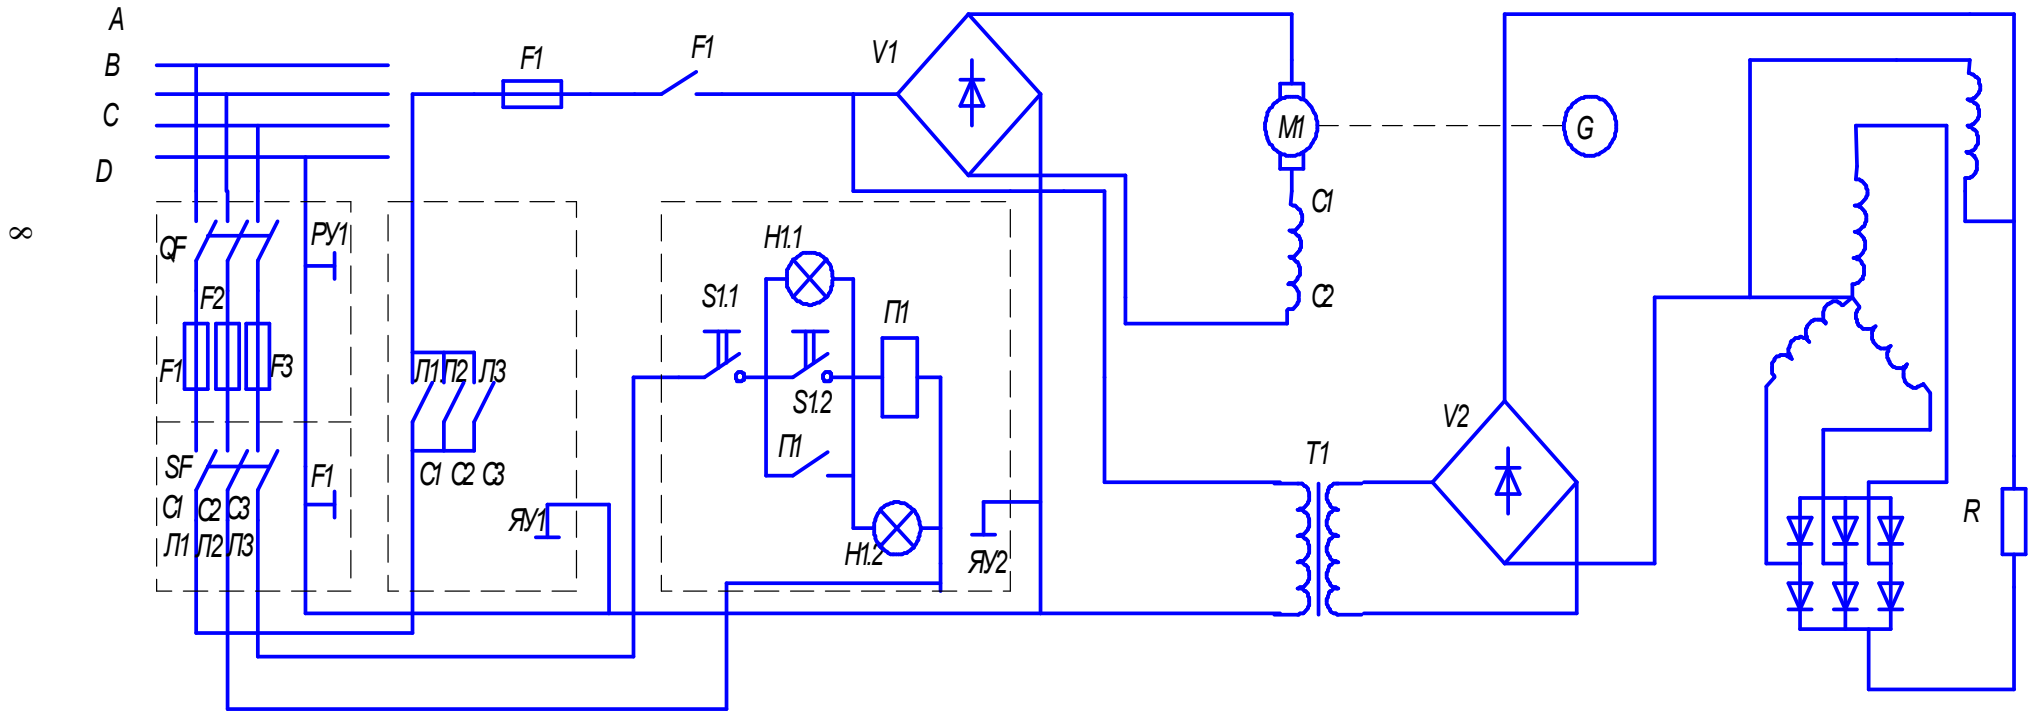 A
B
C
D
∞
F1
F1
V1
M1
G
C1
C2
QF
РУ1
F2
F1
F3
SF
F1
C1 C2 C3
Л1 Л2 Л3
Л1 П2 Л3
C1 C2 C3
ЯУ1
H1.1
S1.1
П1
S1.2
П1
H1.2
ЯУ2
T1
V2
R